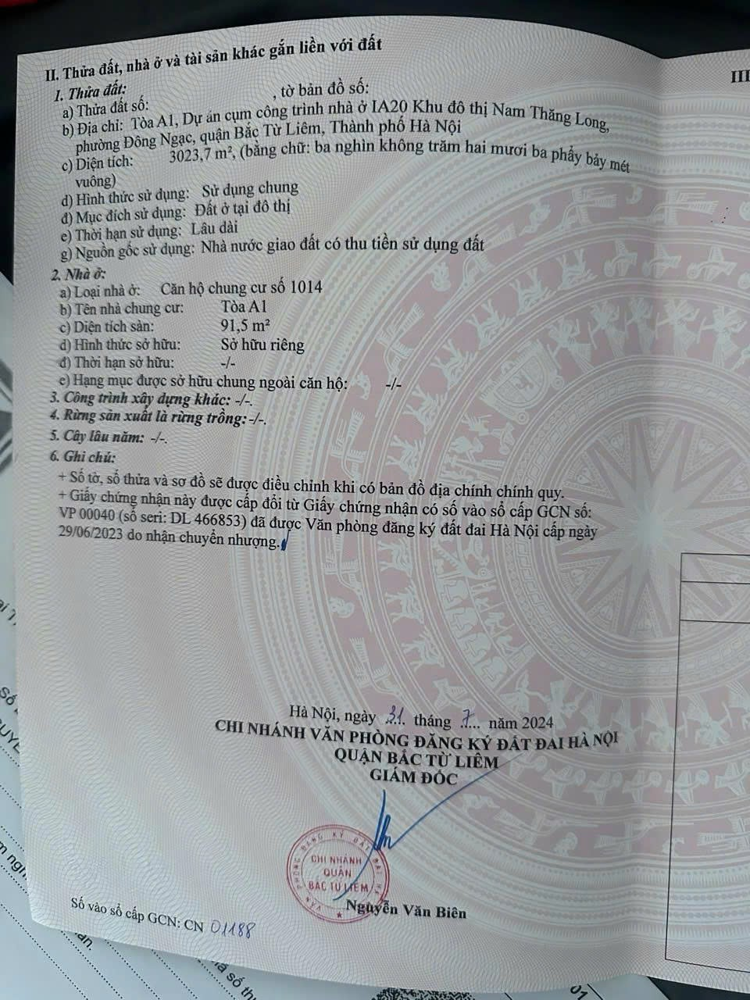 II. Thửa đất, nhà ở và tài sản khác gắn liền với đất
III
1. Thửa đất:
a) Thửa đất số: , tờ bản đồ số:
b) Địa chỉ: Tòa A1, Dự án cụm công trình nhà ở IA20 Khu đô thị Nam Thăng Long,
phường Đông Ngạc, quận Bắc Từ Liêm, Thành phố Hà Nội
c) Diện tích: 3023,7 m², (bằng chữ: ba nghìn không trăm hai mươi ba phẩy bảy mét
vuông)
d) Hình thức sử dụng: Sử dụng chung
đ) Mục đích sử dụng: Đất ở tại đô thị
e) Thời hạn sử dụng: Lâu dài
g) Nguồn gốc sử dụng: Nhà nước giao đất có thu tiền sử dụng đất
2. Nhà ở:
a) Loại nhà ở: Căn hộ chung cư số 1014
b) Tên nhà chung cư: Tòa A1
c) Diện tích sàn: 91,5 m²
d) Hình thức sở hữu: Sở hữu riêng
đ) Thời hạn sở hữu: -/-
e) Hạng mục được sở hữu chung ngoài căn hộ: -/-
3. Công trình xây dựng khác: -/-.
4. Rừng sản xuất là rừng trồng: -/-.
5. Cây lâu năm: -/-.
6. Ghi chú:
+ Số tờ, số thửa và sơ đồ sẽ được điều chỉnh khi có bản đồ địa chính chính quy.
+ Giấy chứng nhận này được cấp đổi từ Giấy chứng nhận có số vào sổ cấp GCN số:
VP 00040 (số seri: DL 466853) đã được Văn phòng đăng ký đất đai Hà Nội cấp ngày
29/06/2023 do nhận chuyển nhượng.
Hà Nội, ngày 31 tháng 7 năm 2024
CHI NHÁNH VĂN PHÒNG ĐĂNG KÝ ĐẤT ĐAI HÀ NỘI
QUẬN BẮC TỪ LIÊM
GIÁM ĐỐC
VĂN PHÒNG ĐĂNG KÝ ĐẤT ĐAI HÀ
CHI NHÁNH
QUẬN
BẮC TỪ LIÊM
Nguyễn Văn Biên
Số vào sổ cấp GCN: CN 01188
Số
01